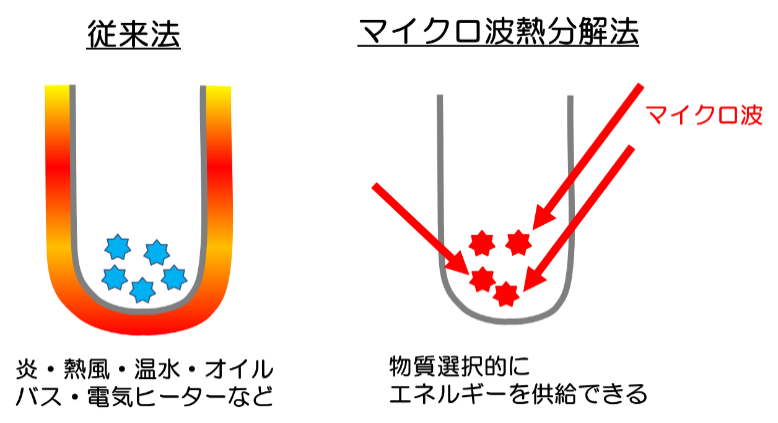 従来法
マイクロ波熱分解法
マイクロ波
炎・熱風・温水・オイル
バス・電気ヒーターなど
物質選択的に
エネルギーを供給できる